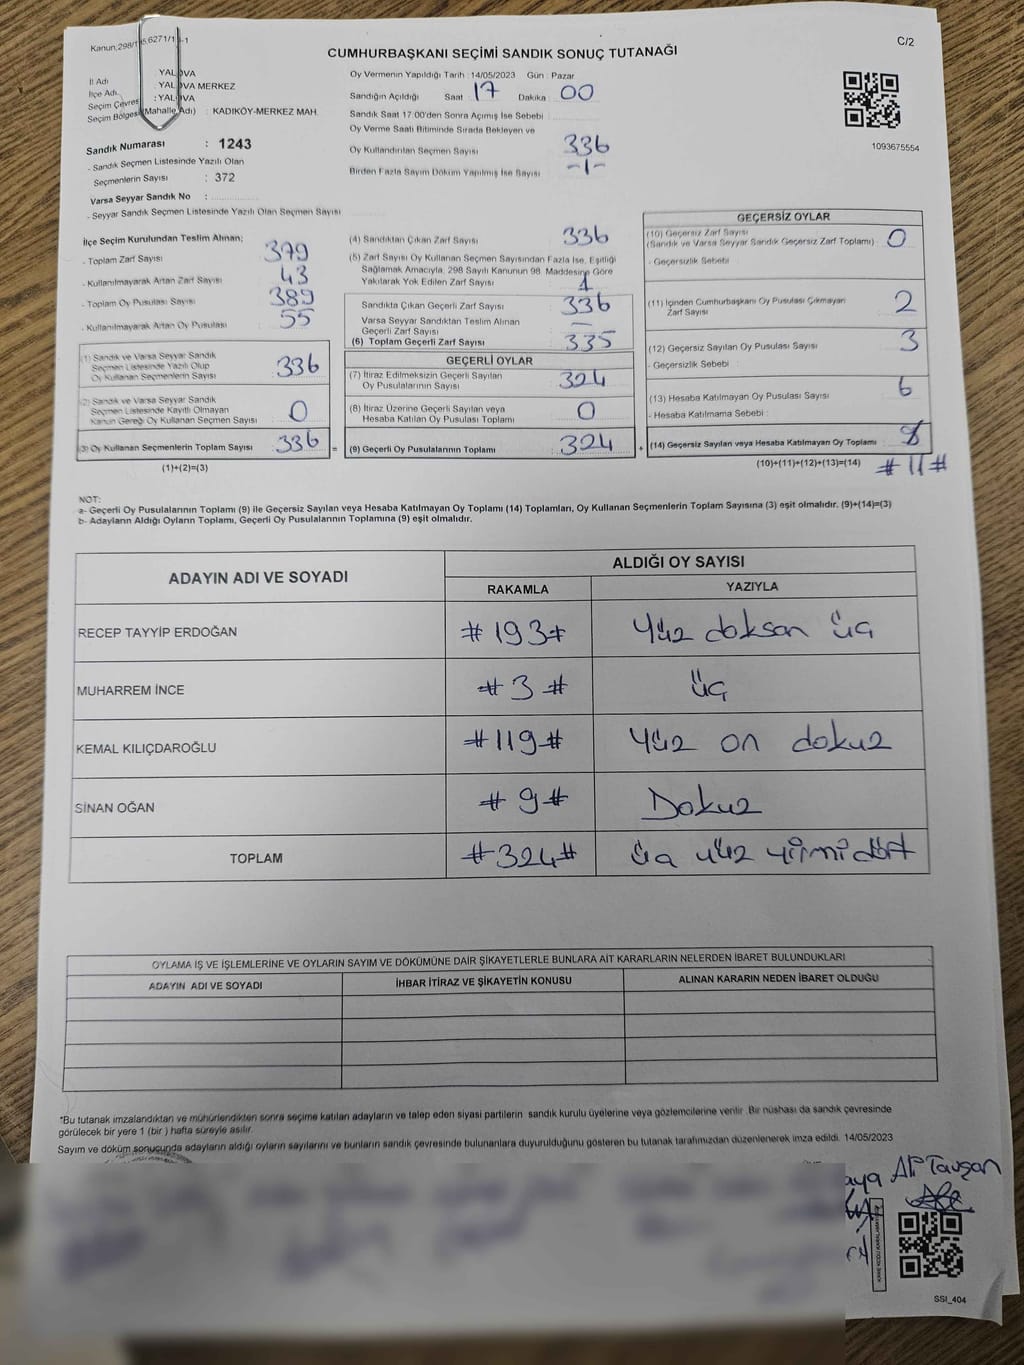 C/2
CUMHURBAŞKANI SEÇİMİ SANDIK SONUÇ TUTANAĞI
İl Adı : YALOVA
İlçe Adı : YALOVA MERKEZ
Seçim Çevresi : YALOVA
Seçim Bölgesi (Mahalle Adı) : KADIKÖY-MERKEZ MAH.
Sandık Numarası : 1243
- Sandık Seçmen Listesinde Yazılı Olan
Seçmenlerin Sayısı : 372
Varsa Seyyar Sandık No :
- Seyyar Sandık Seçmen Listesinde Yazılı Olan Seçmen Sayısı
Oy Vermenin Yapıldığı Tarih : 14/05/2023 Gün : Pazar
Sandığın Açıldığı Saat 17 Dakika 00
Sandık Saat 17:00'den Sonra Açımış İse Sebebi :
Oy Verme Saati Bitiminde Sırada Bekleyen ve
Oy Kullandırılan Seçmen Sayısı 336
Birden Fazla Sayım Döküm Yapılmış İse Sayısı -1-
1093675554
İlçe Seçim Kurulundan Teslim Alınan;
- Toplam Zarf Sayısı : 379
- Kullanılmayarak Artan Zarf Sayısı : 43
- Toplam Oy Pusulası Sayısı : 389
- Kullanılmayarak Artan Oy Pusulası : 55
(1) Sandık ve Varsa Seyyar Sandık
Seçmen Listesinde Yazılı Olup
Oy Kullanan Seçmenlerin Sayısı : 336
(2) Sandık ve Varsa Seyyar Sandık
Seçmen Listesinde Kayıtlı Olmayan
Kanun Gereği Oy Kullanan Seçmen Sayısı : 0
(3) Oy Kullanan Seçmenlerin Toplam Sayısı : 336
(1)+(2)=(3)
=
(4) Sandıktan Çıkan Zarf Sayısı : 336
(5) Zarf Sayısı Oy Kullanan Seçmen Sayısından Fazla İse, Eşitliği
Sağlamak Amacıyla, 298 Sayılı Kanunun 98. Maddesine Göre
Yakılarak Yok Edilen Zarf Sayısı : 1
Sandıkta Çıkan Geçerli Zarf Sayısı : 336
Varsa Seyyar Sandıktan Teslim Alınan
Geçerli Zarf Sayısı : —
(6) Toplam Geçerli Zarf Sayısı : 335
GEÇERLİ OYLAR
(7) İtiraz Edilmeksizin Geçerli Sayılan
Oy Pusulalarının Sayısı : 324
(8) İtiraz Üzerine Geçerli Sayılan veya
Hesaba Katılan Oy Pusulası Toplamı : 0
(9) Geçerli Oy Pusulalarının Toplamı : 324
+
GEÇERSİZ OYLAR
(10) Geçersiz Zarf Sayısı
(Sandık ve Varsa Seyyar Sandık Geçersiz Zarf Toplamı) : 0
- Geçersizlik Sebebi :
(11) İçinden Cumhurbaşkanı Oy Pusulası Çıkmayan
Zarf Sayısı : 2
(12) Geçersiz Sayılan Oy Pusulası Sayısı : 3
- Geçersizlik Sebebi :
(13) Hesaba Katılmayan Oy Pusulası Sayısı : 6
- Hesaba Katılmama Sebebi :
(14) Geçersiz Sayılan veya Hesaba Katılmayan Oy Toplamı :
(10)+(11)+(12)+(13)=(14) #11#
NOT:
a- Geçerli Oy Pusulalarının Toplamı (9) ile Geçersiz Sayılan veya Hesaba Katılmayan Oy Toplamı (14) Toplamları, Oy Kullanan Seçmenlerin Toplam Sayısına (3) eşit olmalıdır. (9)+(14)=(3)
b- Adayların Aldığı Oyların Toplamı, Geçerli Oy Pusulalarının Toplamına (9) eşit olmalıdır.
ADAYIN ADI VE SOYADI ALDIĞI OY SAYISI
RAKAMLA YAZIYLA
RECEP TAYYİP ERDOĞAN #193# Yüz doksan üç
MUHARREM İNCE #3# üç
KEMAL KILIÇDAROĞLU #119# Yüz on dokuz
SİNAN OĞAN #9# Dokuz
TOPLAM #324# üç yüz yirmi dört
OYLAMA İŞ VE İŞLEMLERİNE VE OYLARIN SAYIM VE DÖKÜMÜNE DAİR ŞİKAYETLERLE BUNLARA AİT KARARLARIN NELERDEN İBARET BULUNDUKLARI
ADAYIN ADI VE SOYADI İHBAR İTİRAZ VE ŞİKAYETİN KONUSU ALINAN KARARIN NEDEN İBARET OLDUĞU
*Bu tutanak imzalandıktan ve mühürlendikten sonra seçime katılan adayların ve talep eden siyasi partilerin sandık kurulu üyelerine veya gözlemcilerine verilir. Bir nüshası da sandık çevresinde
görülecek bir yere 1 (bir) hafta süreyle asılır.
Sayım ve döküm sonucunda adayların aldığı oyların sayılarını ve bunların sandık çevresinde bulunanlara duyurulduğunu gösteren bu tutanak tarafımızdan düzenlenerek imza edildi. 14/05/2023
Ali Tavşan
SSI_404